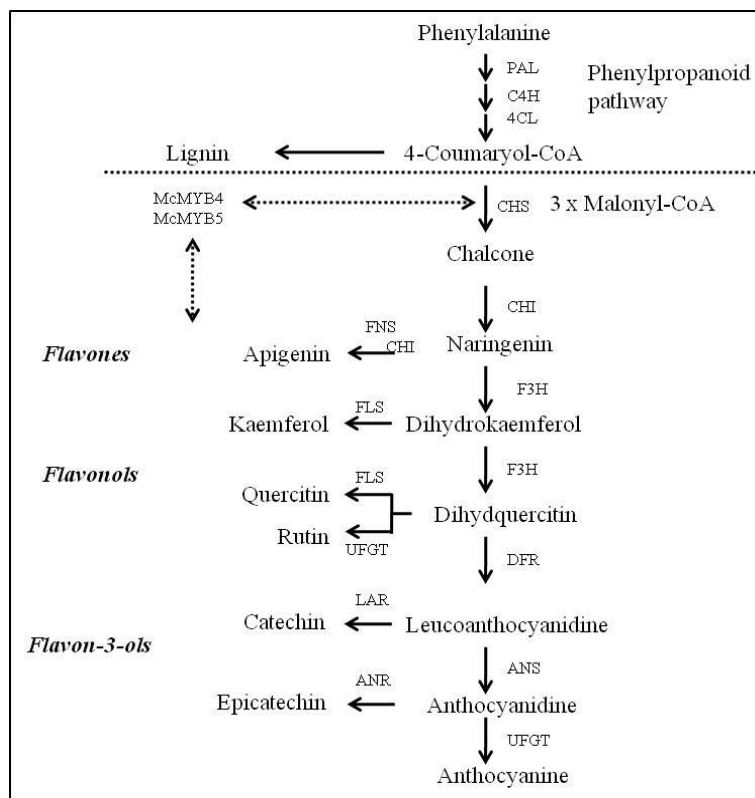 Phenylalanine
PAL
Phenylpropanoid
C4H
pathway
4CL
Lignin
4-Coumaryol-CoA
McMYB4
McMYB5
CHS
3 x Malonyl-CoA
Chalcone
CHI
FNS
Flavones
Apigenin
CHI
Naringenin
F3H
FLS
Kaemferol
Dihydrokaemferol
Flavonols
FLS
F3H
Quercitin
Dihydquercitin
Rutin
UFGT
DFR
LAR
Catechin
Leucoanthocyanidine
Flavon-3-ols
ANS
ANR
Epicatechin
Anthocyanidine
UFGT
Anthocyanine